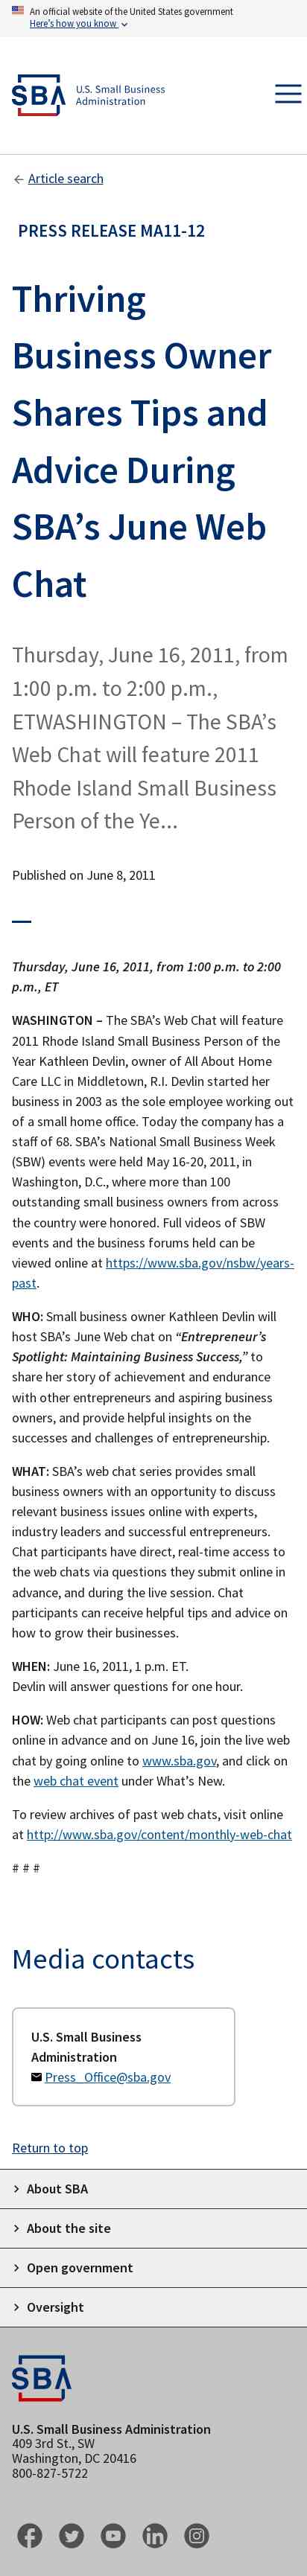 An official website of the United States government
Here's how you know
SBA
U.S. Small Business
Administration
Article search
PRESS RELEASE MA11-12
Thriving
Business Owner
Shares Tips and
Advice During
SBA’s June Web
Chat
Thursday, June 16, 2011, from
1:00 p.m. to 2:00 p.m.,
ETWASHINGTON – The SBA’s
Web Chat will feature 2011
Rhode Island Small Business
Person of the Ye...
Published on June 8, 2011
Thursday, June 16, 2011, from 1:00 p.m. to 2:00
p.m., ET
WASHINGTON – The SBA’s Web Chat will feature
2011 Rhode Island Small Business Person of the
Year Kathleen Devlin, owner of All About Home
Care LLC in Middletown, R.I. Devlin started her
business in 2003 as the sole employee working out
of a small home office. Today the company has a
staff of 68. SBA’s National Small Business Week
(SBW) events were held May 16-20, 2011, in
Washington, D.C., where more than 100
outstanding small business owners from across
the country were honored. Full videos of SBW
events and the business forums held can be
viewed online at https://www.sba.gov/nsbw/years-
past.
WHO: Small business owner Kathleen Devlin will
host SBA’s June Web chat on “Entrepreneur’s
Spotlight: Maintaining Business Success,” to
share her story of achievement and endurance
with other entrepreneurs and aspiring business
owners, and provide helpful insights on the
successes and challenges of entrepreneurship.
WHAT: SBA’s web chat series provides small
business owners with an opportunity to discuss
relevant business issues online with experts,
industry leaders and successful entrepreneurs.
Chat participants have direct, real-time access to
the web chats via questions they submit online in
advance, and during the live session. Chat
participants can receive helpful tips and advice on
how to grow their businesses.
WHEN: June 16, 2011, 1 p.m. ET.
Devlin will answer questions for one hour.
HOW: Web chat participants can post questions
online in advance and on June 16, join the live web
chat by going online to www.sba.gov, and click on
the web chat event under What’s New.
To review archives of past web chats, visit online
at http://www.sba.gov/content/monthly-web-chat
# # #
Media contacts
U.S. Small Business
Administration
Press_Office@sba.gov
Return to top
About SBA
About the site
Open government
Oversight
SBA
U.S. Small Business Administration
409 3rd St., SW
Washington, DC 20416
800-827-5722